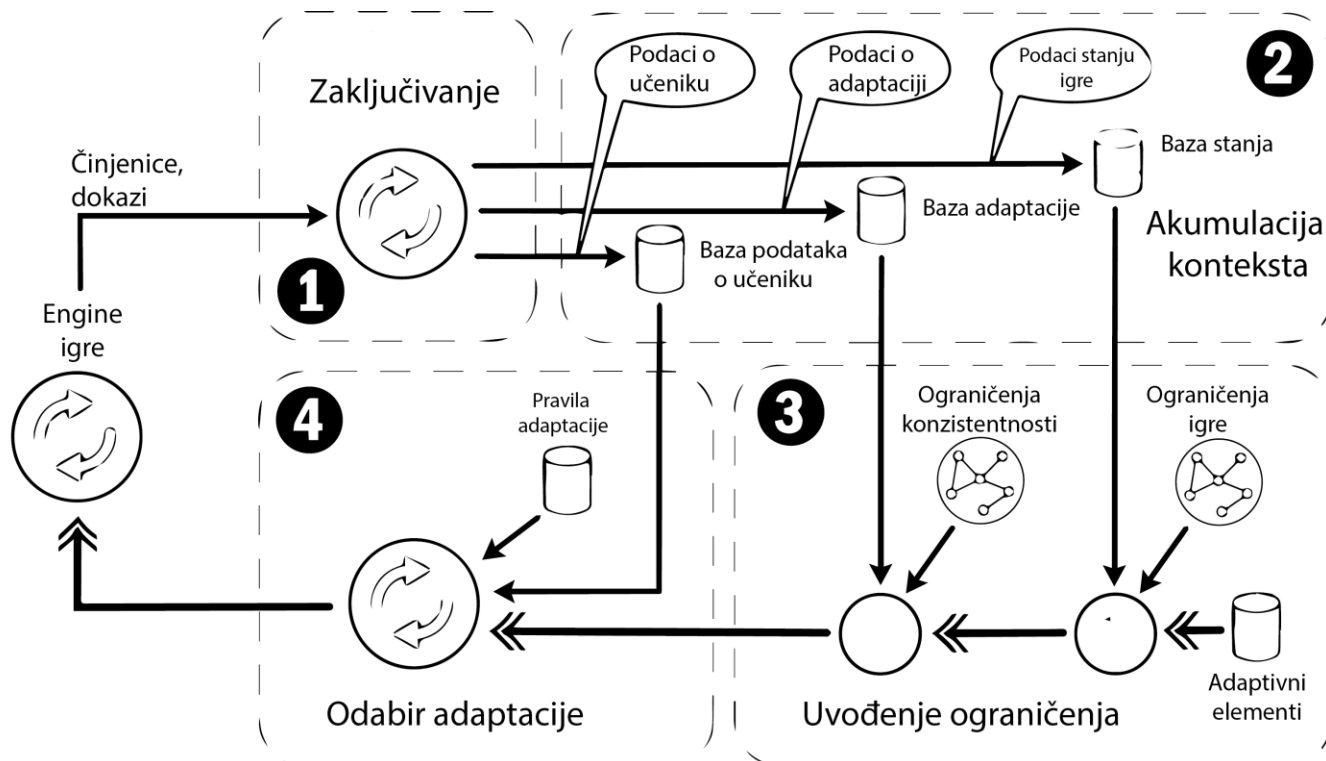 Zaključivanje
1
Podaci o
učeniku
Podaci o
adaptaciji
Podaci stanju
igre
2
Činjenice,
dokazi
Baza stanja
Baza adaptacije
Baza podataka
o učeniku
Akumulacija
konteksta
Engine
igre
4
Pravila
adaptacije
Odabir adaptacije
3
Ograničenja
konzistentnosti
Ograničenja
igre
Adaptivni
elementi
Uvođenje ograničenja